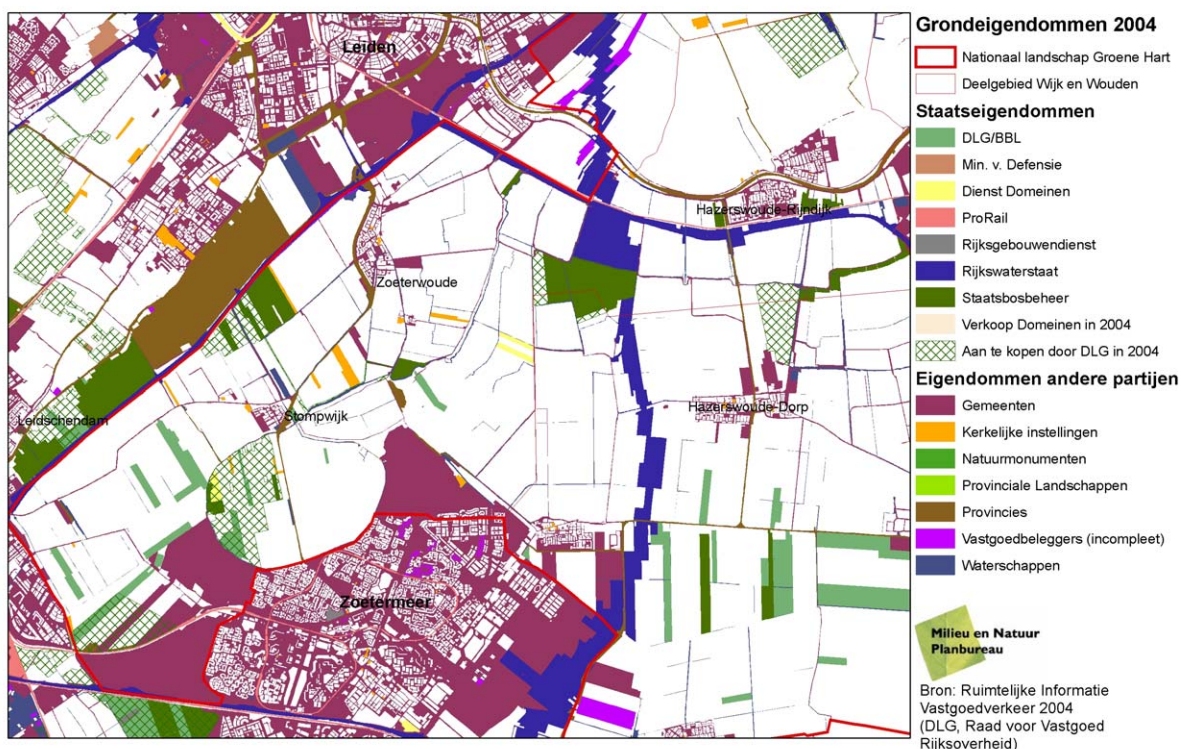 Leiden
Hazerswoude-Rijndijk
Zoeterwoude
Leidschendam
Stompwijk
Hazerswoude-Dorp
Zoetermeer
Grondeigendommen 2004
Nationaal landschap Groene Hart
Deelgebied Wijk en Wouden
Staatseigendommen
DLG/BBL
Min. v. Defensie
Dienst Domeinen
ProRail
Rijksgebouwendienst
Rijkswaterstaat
Staatsbosbeheer
Verkoop Domeinen in 2004
Aan te kopen door DLG in 2004
Eigendommen andere partijen
Gemeenten
Kerkelijke instellingen
Natuurmonumenten
Provinciale Landschappen
Provincies
Vastgoedbeleggers (incompleet)
Waterschappen
Milieu en Natuur
Planbureau
Bron: Ruimtelijke Informatie
Vastgoedverkeer 2004
(DLG, Raad voor Vastgoed
Rijksoverheid)